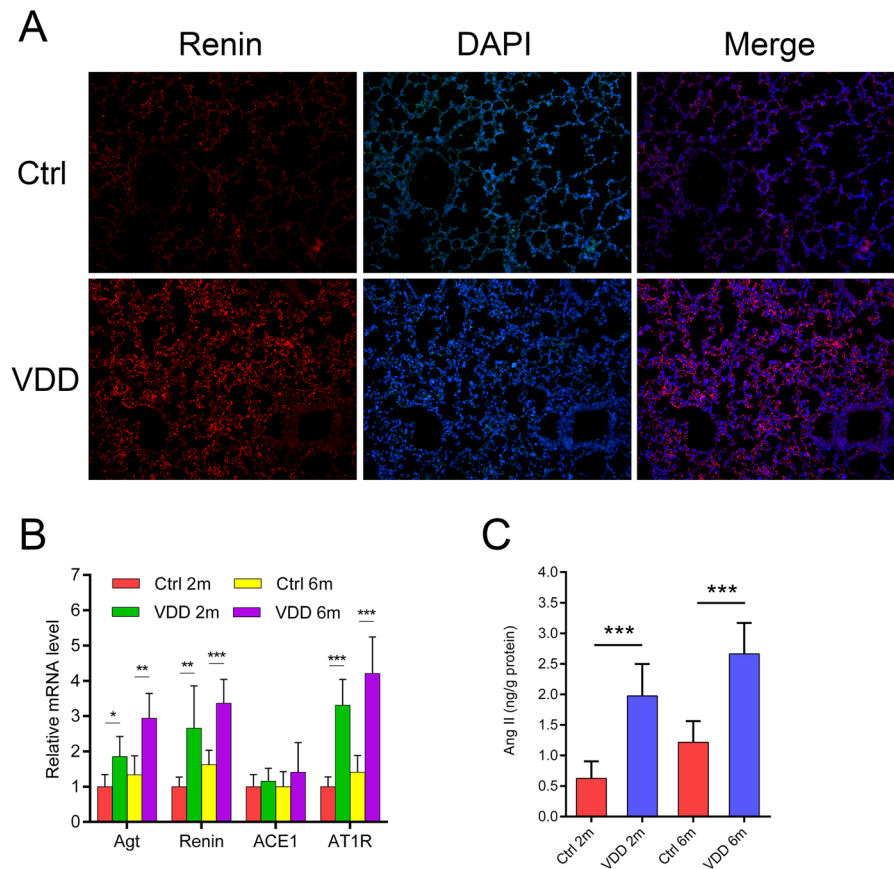 A
Renin DAPI Merge
Ctrl
VDD
B
Ctrl 2m Ctrl 6m
VDD 2m VDD 6m
Relative mRNA level
7
6
5
4
3
2
1
0
* ** ** *** *** ***
Agt Renin ACE1 AT1R
C
Ang II (ng/g protein)
4.0
3.5
3.0
2.5
2.0
1.5
1.0
0.5
0.0
*** ***
Ctrl 2m VDD 2m Ctrl 6m VDD 6m